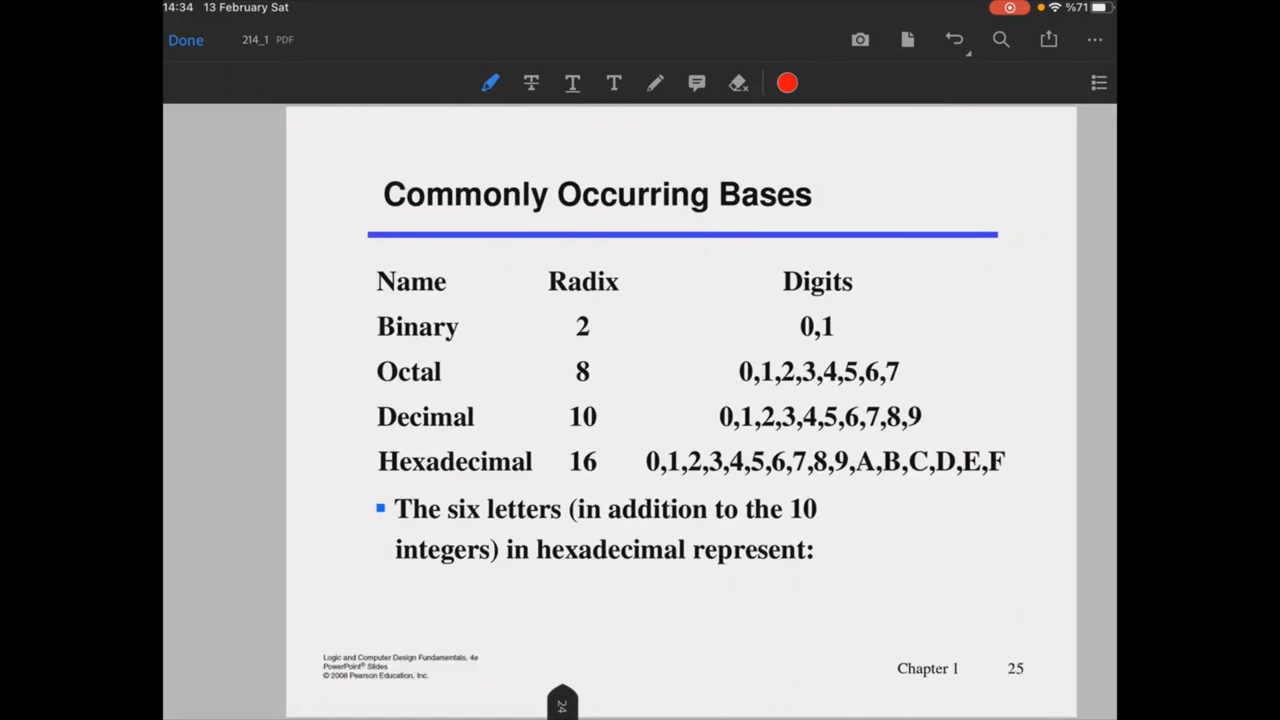 14:34 13 February Sat %71
Done 214_1 PDF
Commonly Occurring Bases
Name Radix Digits
Binary 2 0,1
Octal 8 0,1,2,3,4,5,6,7
Decimal 10 0,1,2,3,4,5,6,7,8,9
Hexadecimal 16 0,1,2,3,4,5,6,7,8,9,A,B,C,D,E,F
The six letters (in addition to the 10
integers) in hexadecimal represent:
Logic and Computer Design Fundamentals, 4e
PowerPoint® Slides
© 2008 Pearson Education, Inc.
Chapter 1 25
24